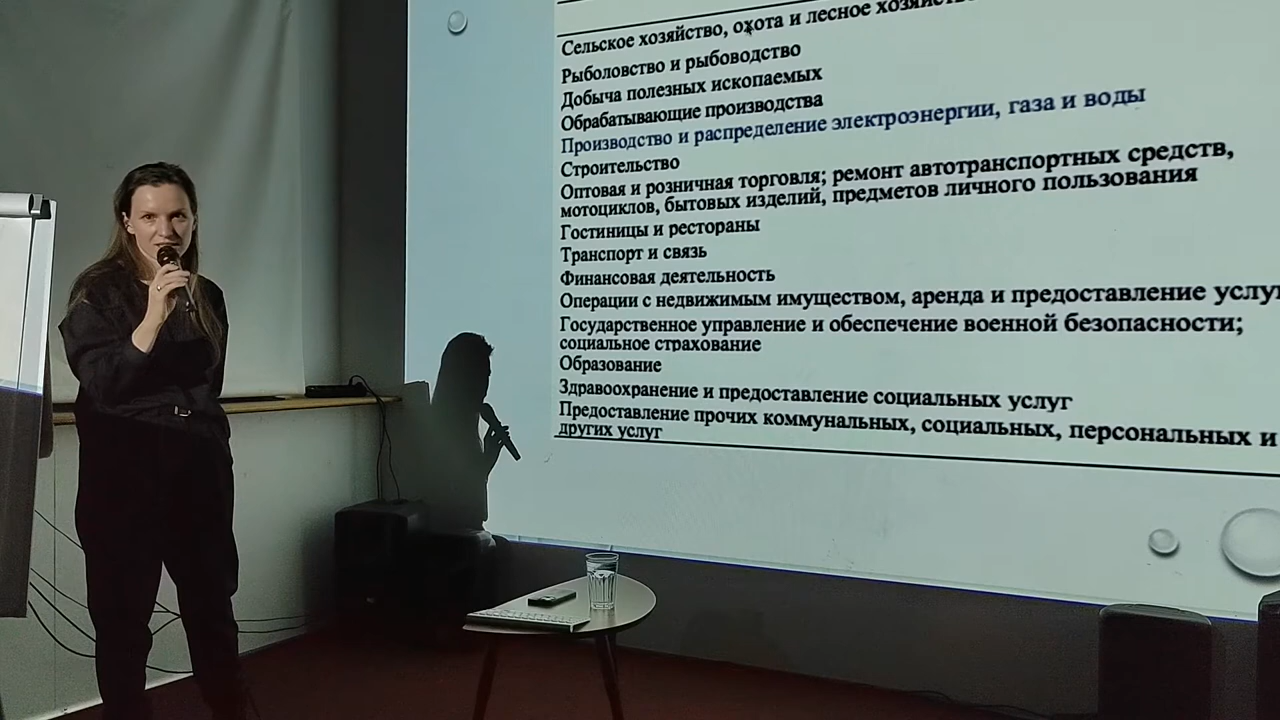 Сельское хозяйство, охота и лесное хозяйство
Рыболовство и рыбоводство
Добыча полезных ископаемых
Обрабатывающие производства
Производство и распределение электроэнергии, газа и воды
Строительство
Оптовая и розничная торговля; ремонт автотранспортных средств,
мотоциклов, бытовых изделий, предметов личного пользования
Гостиницы и рестораны
Транспорт и связь
Финансовая деятельность
Операции с недвижимым имуществом, аренда и предоставление услуг
Государственное управление и обеспечение военной безопасности;
социальное страхование
Образование
Здравоохранение и предоставление социальных услуг
Предоставление прочих коммунальных, социальных, персональных и
других услуг